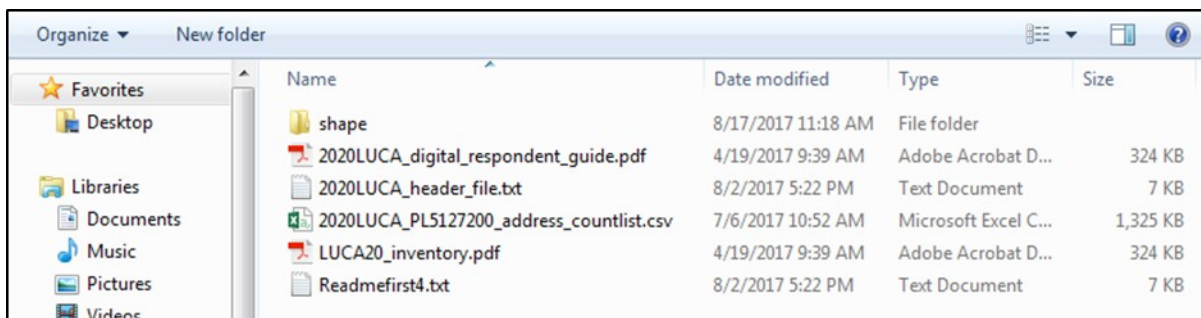 Organize New folder
Favorites
Desktop
Libraries
Documents
Music
Pictures
Videos
Name Date modified Type Size
shape 8/17/2017 11:18 AM File folder
2020LUCA_digital_respondent_guide.pdf 4/19/2017 9:39 AM Adobe Acrobat D... 324 KB
2020LUCA_header_file.txt 8/2/2017 5:22 PM Text Document 7 KB
2020LUCA_PL5127200_address_countlist.csv 7/6/2017 10:52 AM Microsoft Excel C... 1,325 KB
LUCA20_inventory.pdf 4/19/2017 9:39 AM Adobe Acrobat D... 324 KB
Readmefirst4.txt 8/2/2017 5:22 PM Text Document 7 KB